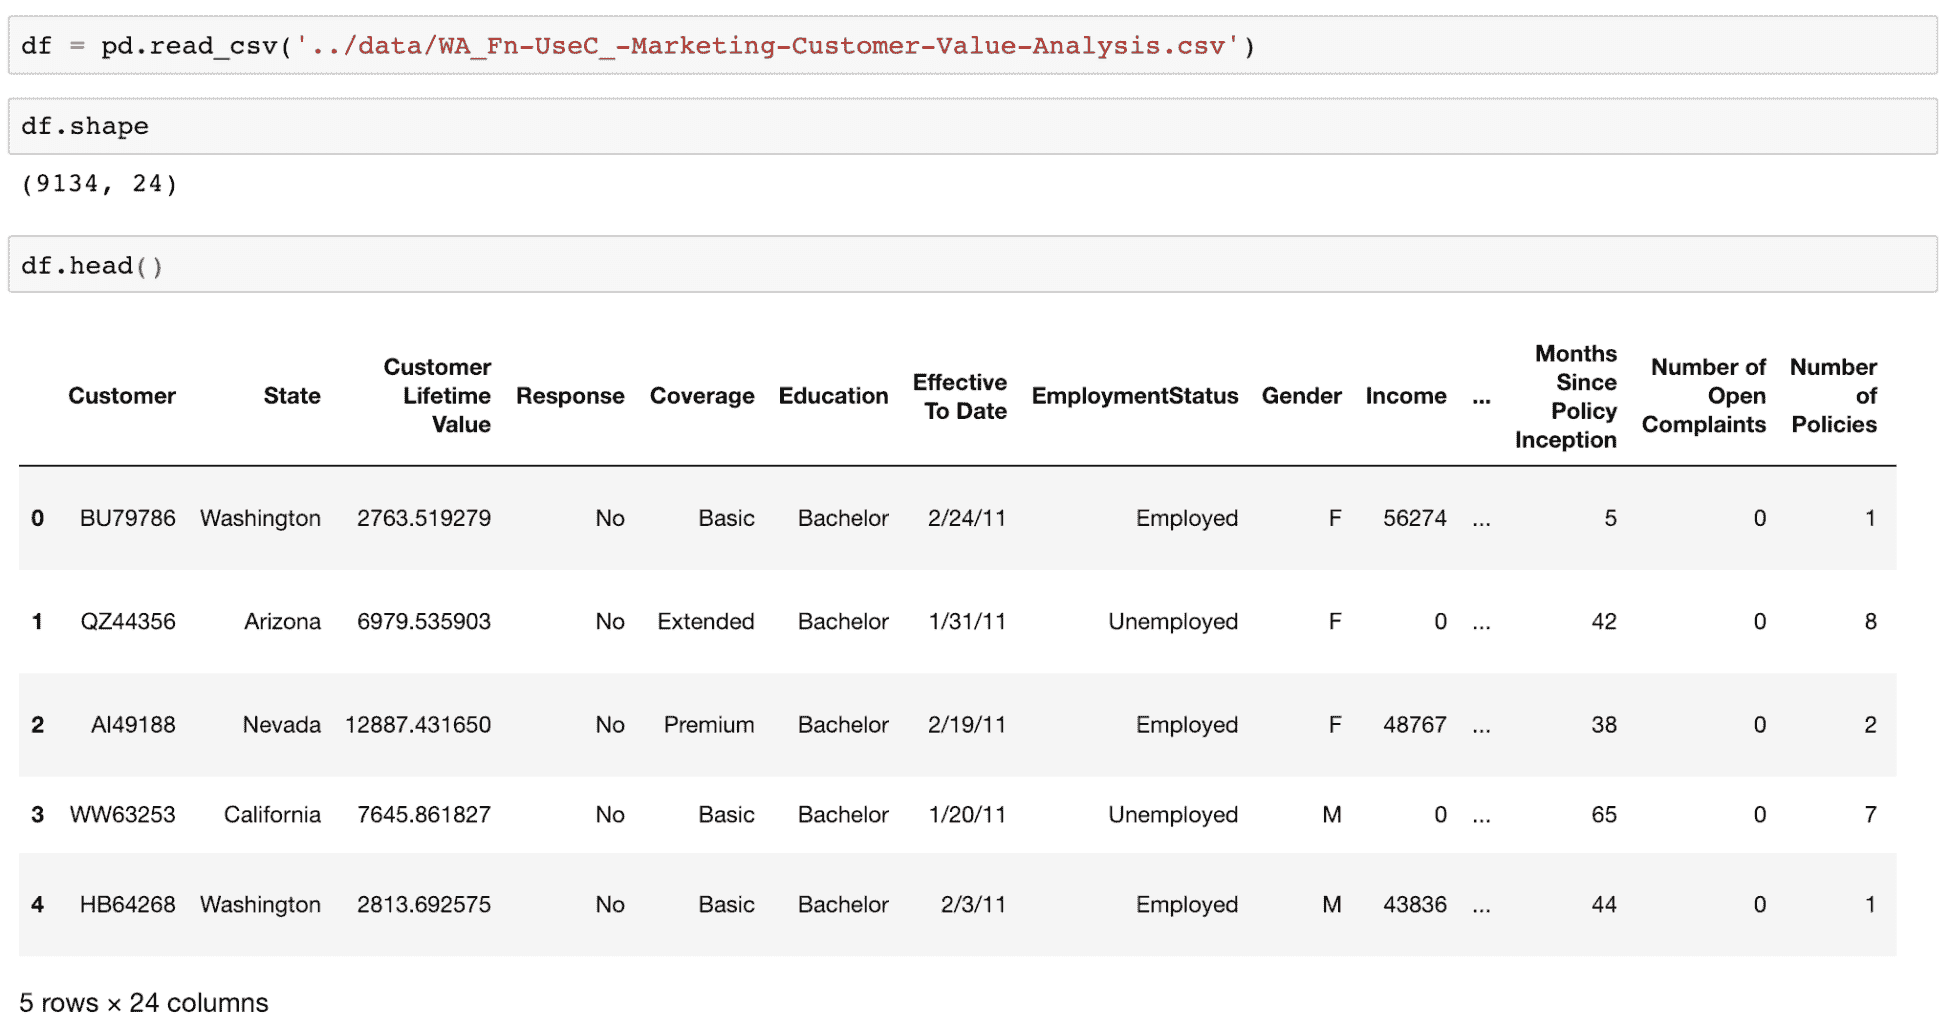 df = pd.read_csv('../data/WA_Fn-UseC_-Marketing-Customer-Value-Analysis.csv')
df.shape
(9134, 24)
df.head()
Customer State Customer Lifetime Value Response Coverage Education Effective To Date EmploymentStatus Gender Income ... Months Since Policy Inception Number of Open Complaints Number of Policies
0 BU79786 Washington 2763.519279 No Basic Bachelor 2/24/11 Employed F 56274 ... 5 0 1
1 QZ44356 Arizona 6979.535903 No Extended Bachelor 1/31/11 Unemployed F 0 ... 42 0 8
2 AI49188 Nevada 12887.431650 No Premium Bachelor 2/19/11 Employed F 48767 ... 38 0 2
3 WW63253 California 7645.861827 No Basic Bachelor 1/20/11 Unemployed M 0 ... 65 0 7
4 HB64268 Washington 2813.692575 No Basic Bachelor 2/3/11 Employed M 43836 ... 44 0 1
5 rows × 24 columns